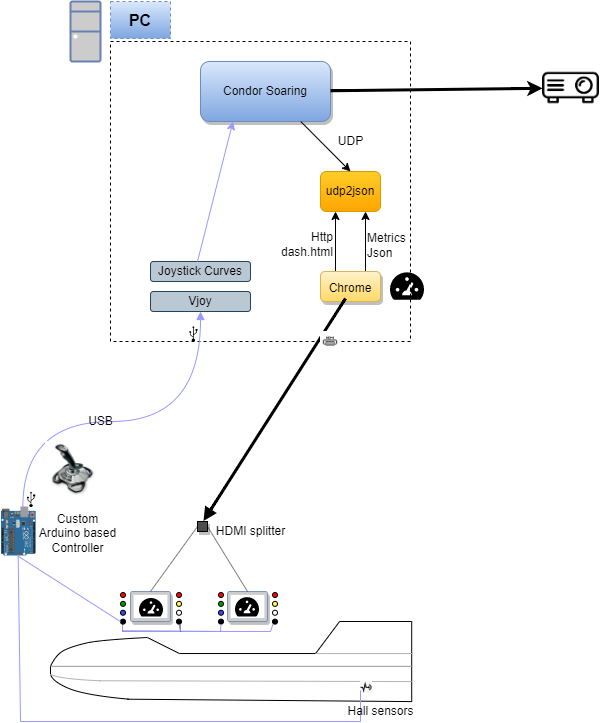 PC
Condor Soaring
UDP
udp2json
Http
dash.html
Metrics
Json
Joystick Curves
Chrome
Vjoy
USB
Custom
Arduino based
Controller
HDMI splitter
Hall sensors